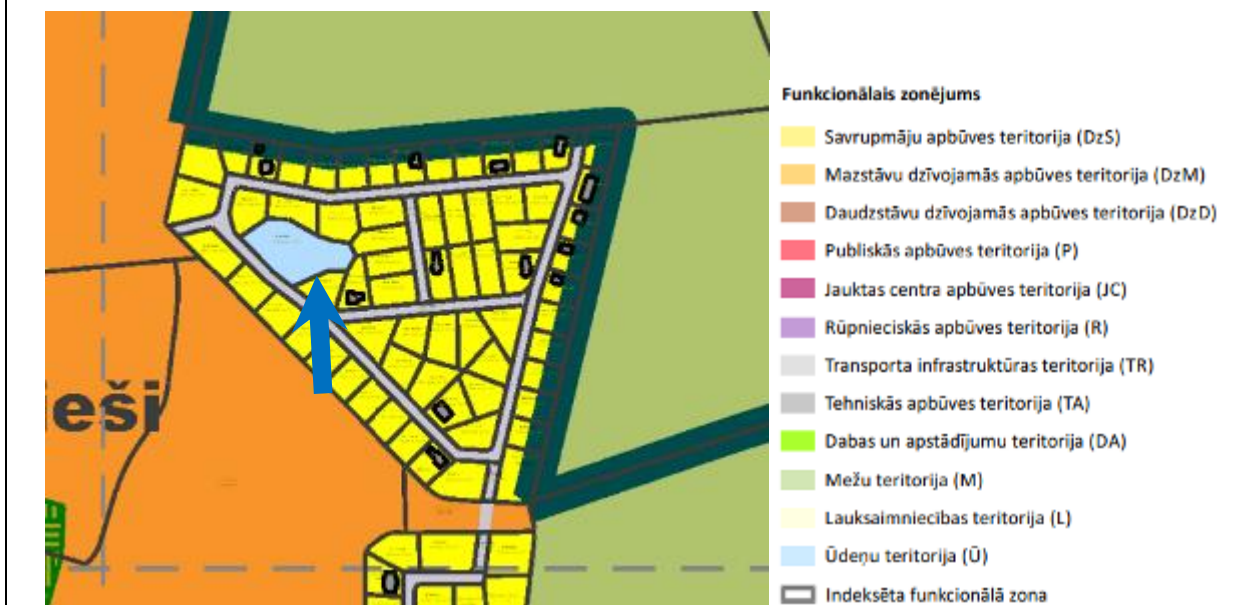 ieši
Funkcionālais zonējums
Savrupmāju apbūves teritorija (DzS)
Mazstāvu dzīvojamās apbūves teritorija (DzM)
Daudzstāvu dzīvojamās apbūves teritorija (DzD)
Publiskās apbūves teritorija (P)
Jauktas centra apbūves teritorija (JC)
Rūpnieciskās apbūves teritorija (R)
Transporta infrastruktūras teritorija (TR)
Tehniskās apbūves teritorija (TA)
Dabas un apstādījumu teritorija (DA)
Mežu teritorija (M)
Lauksaimniecības teritorija (L)
Ūdeņu teritorija (Ū)
Indeksēta funkcionālā zona